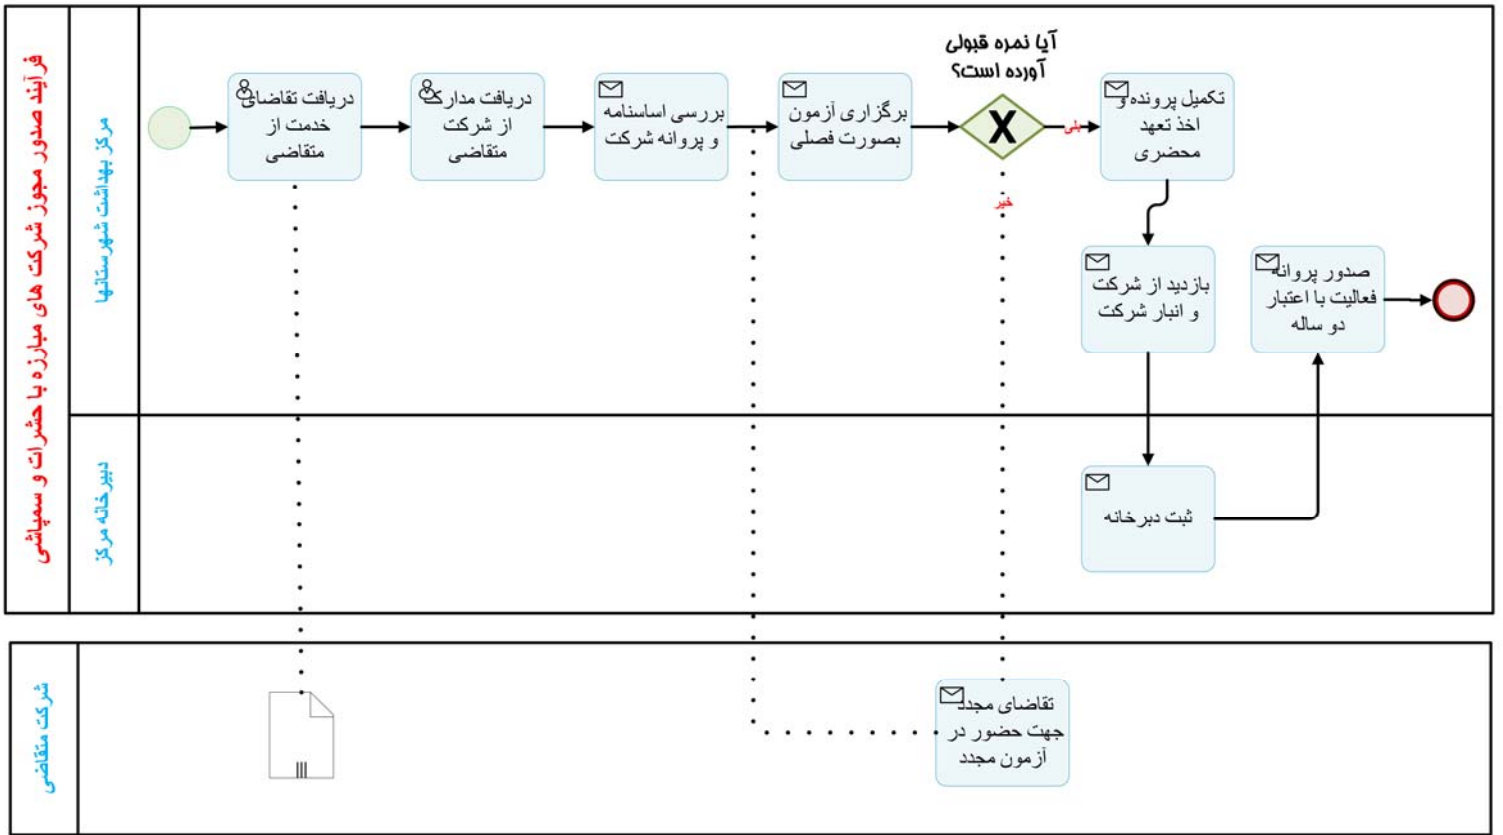 فرآیند صدور مجوز شرکت های مبارزه با حشرات و سمپاشی
مرکز بهداشت شهرستانها
دریافت تقاضای
خدمت از
متقاضی
دریافت مدارک
از شرکت
متقاضی
بررسی اساسنامه
و پروانه شرکت
برگزاری آزمون
بصورت فصلی
آیا نمره قبولی
آورده است؟
X
بلی
خیر
تکمیل پرونده و
اخذ تعهد
محضری
بازدید از شرکت
و انبار شرکت
صدور پروانه
فعالیت با اعتبار
دو ساله
دبیرخانه مرکز
ثبت دبرخانه
شرکت متقاضی
تقاضای مجدد
جهت حضور در
آزمون مجدد